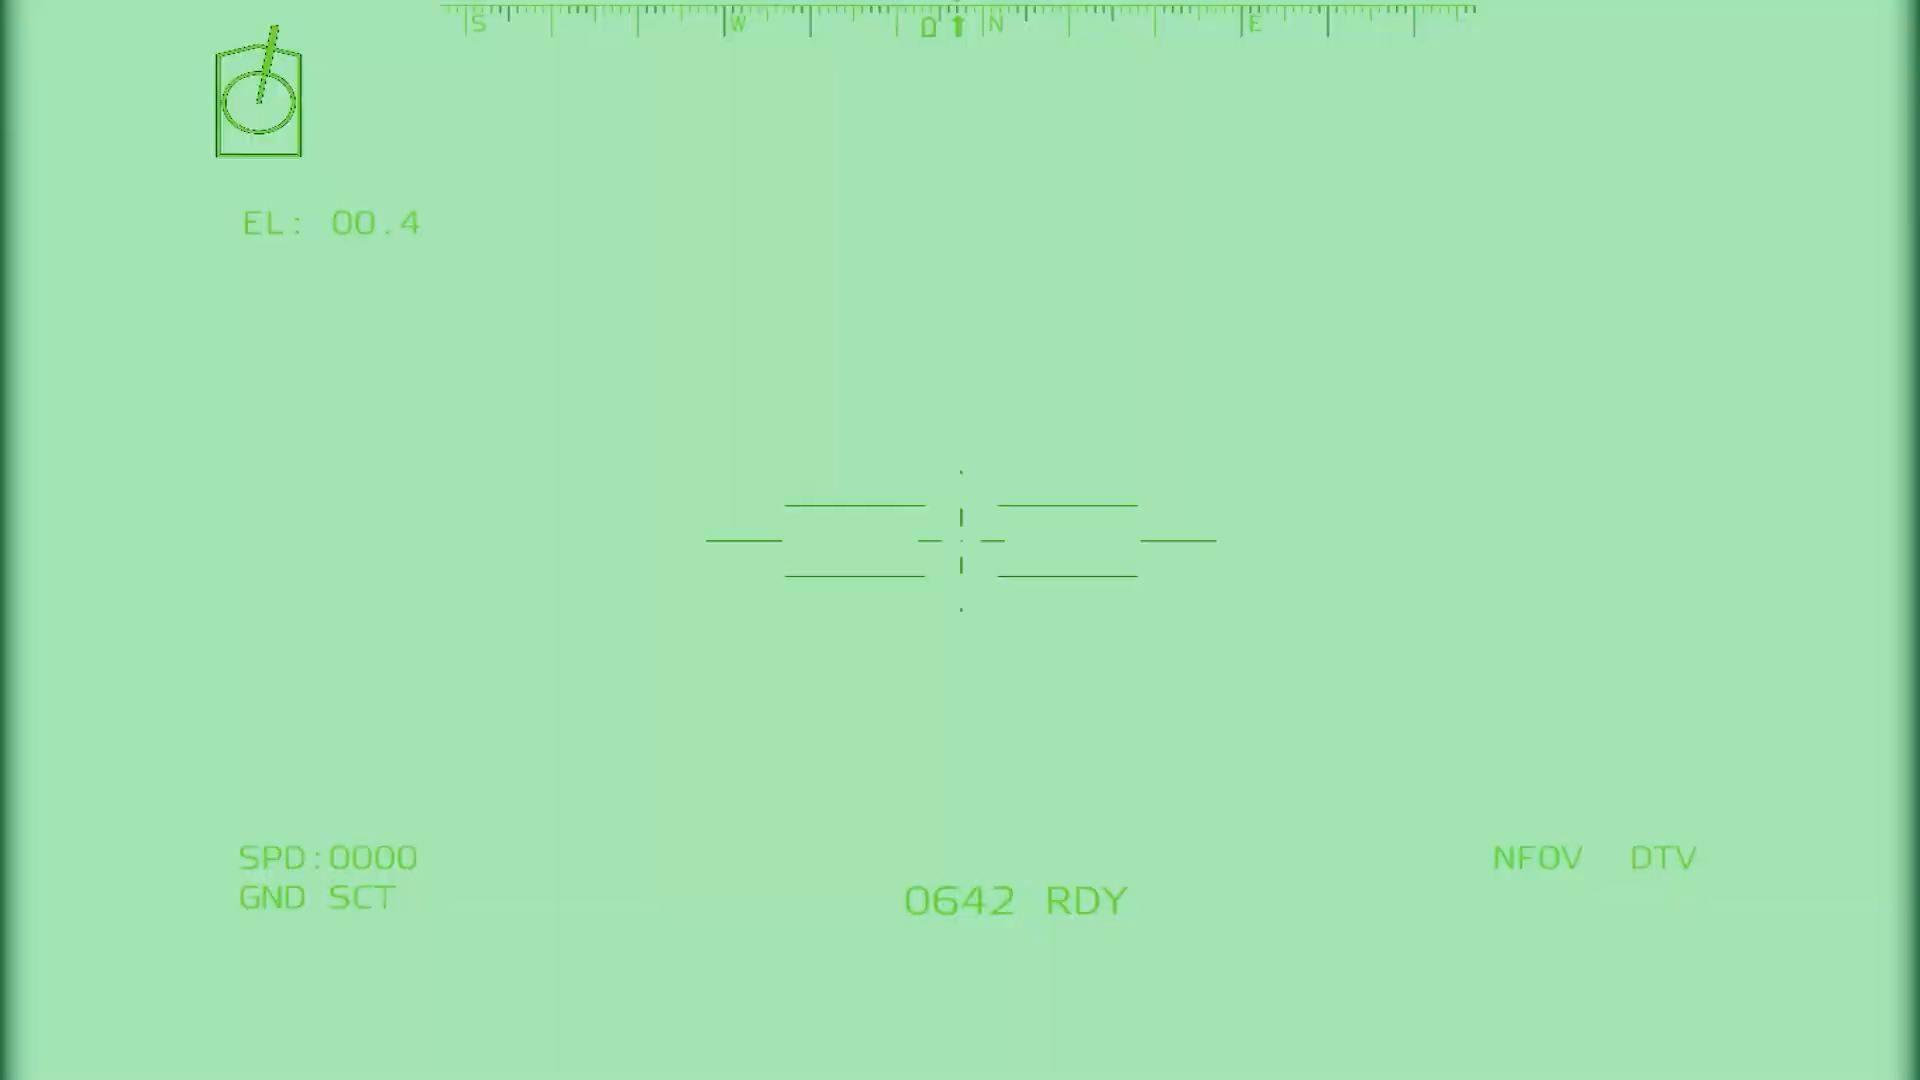 S W N E
EL: 00.4
SPD:0000
NFOV DTV
GND SCT
0642 RDY